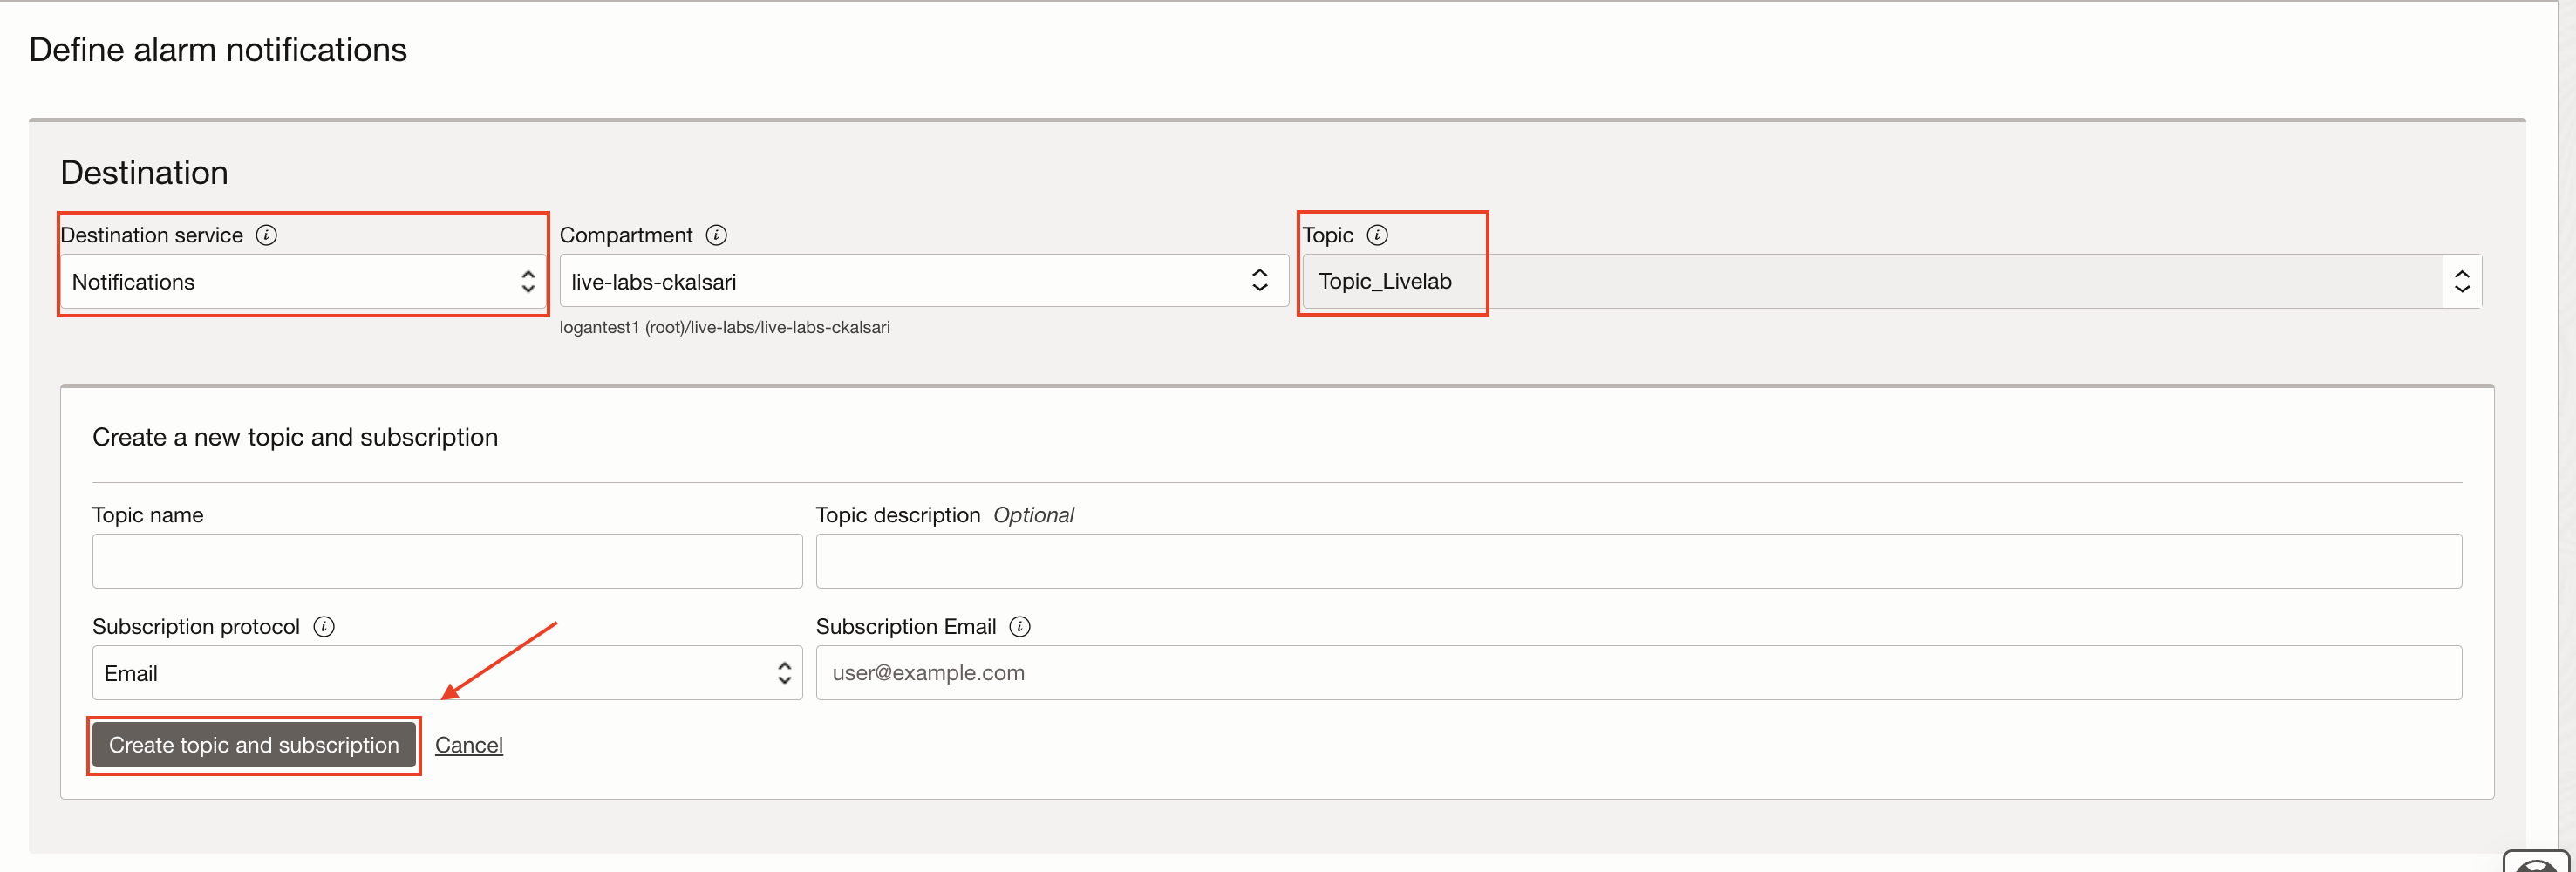 Define alarm notifications
Destination
Destination service
Compartment
Topic
Notifications
live-labs-ckalsari
Topic_Livelab
logantest1 (root)/live-labs/live-labs-ckalsari
Create a new topic and subscription
Topic name
Topic description Optional
Subscription protocol
Subscription Email
Email
user@example.com
Create topic and subscription
Cancel